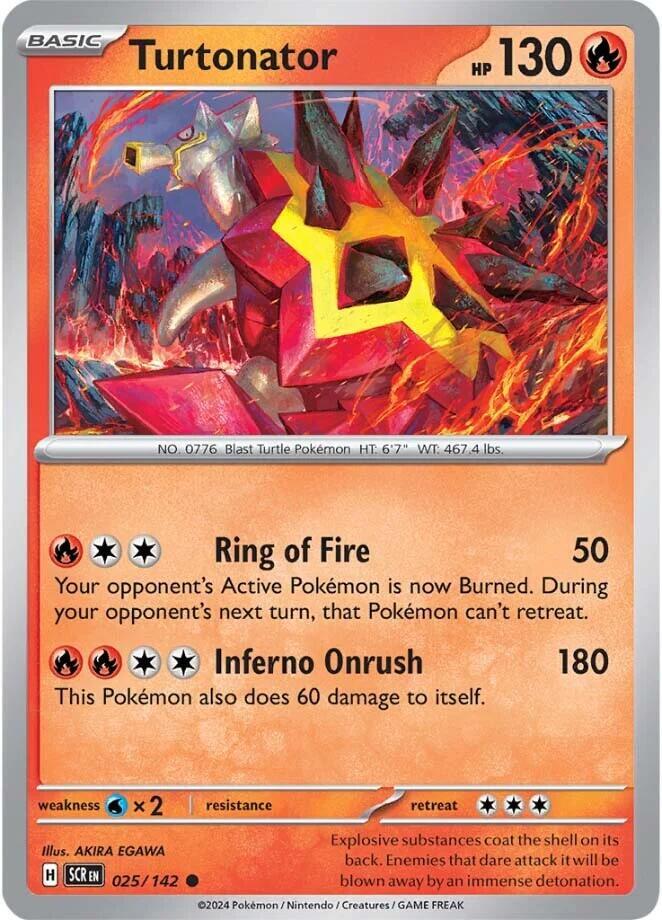 BASIC Turtonator HP 130
NO. 0776 Blast Turtle Pokémon HT: 6'7" WT: 467.4 lbs.
Ring of Fire 50
Your opponent's Active Pokémon is now Burned. During
your opponent's next turn, that Pokémon can't retreat.
Inferno Onrush 180
This Pokémon also does 60 damage to itself.
weakness ×2 resistance retreat
Illus. AKIRA EGAWA
H SCR EN 025/142
Explosive substances coat the shell on its
back. Enemies that dare attack it will be
blown away by an immense detonation.
©2024 Pokémon / Nintendo / Creatures / GAME FREAK